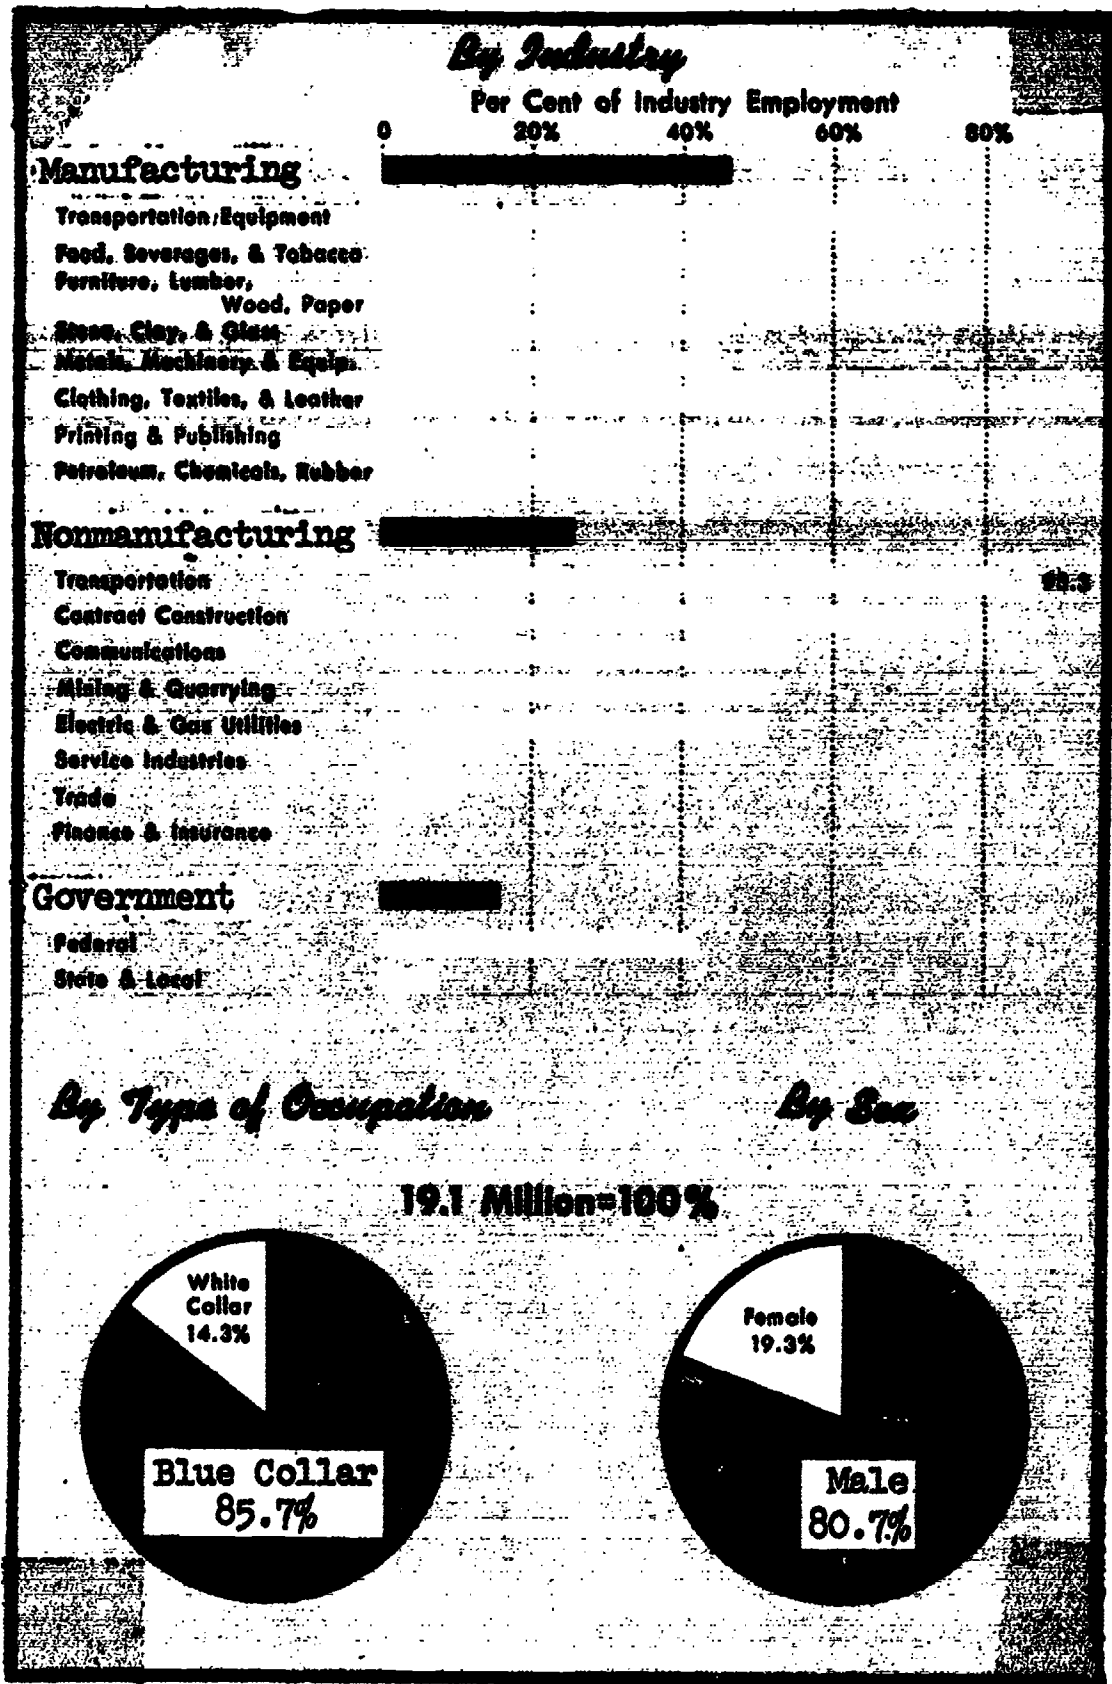 By Industry
Per Cent of Industry Employment
0 20% 40% 60% 80%
Manufacturing
Transportation Equipment
Food, Beverages, & Tobacco
Furniture, Lumber,
Wood, Paper
Stone, Clay, & Glass
Metals, Machinery & Equip.
Clothing, Textiles, & Leather
Printing & Publishing
Petroleum, Chemicals, Rubber
Nonmanufacturing
Transportation
Contract Construction
Communications
Mining & Quarrying
Electric & Gas Utilities
Service Industries
Trade
Finance & Insurance
Government
Federal
State & Local
By Type of Occupation
By Sex
19.1 Million=100%
White
Collar
14.3%
Blue Collar
85.7%
Female
19.3%
Male
80.7%